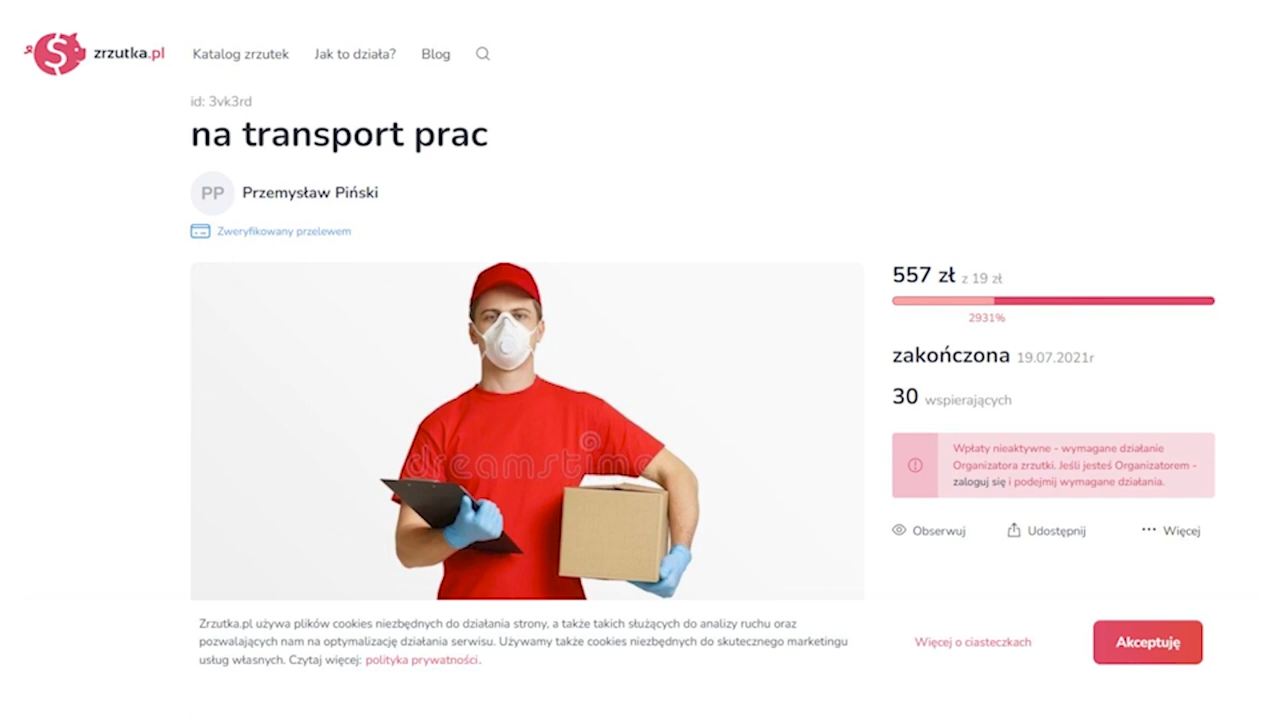 zrzutka.pl
Katalog zrzutek
Jak to działa?
Blog
id: 3vk3rd
na transport prac
PP
Przemysław Piński
Zweryfikowany przelewem
557 zł z 19 zł
2931%
zakończona 19.07.2021r
30 wspierających
Wpłaty nieaktywne - wymagane działanie
Organizatora zrzutki. Jeśli jesteś Organizatorem -
zaloguj się i podejmij wymagane działania.
Obserwuj
Udostępnij
Więcej
dreamstim
Zrzutka.pl używa plików cookies niezbędnych do działania strony, a także takich służących do analizy ruchu oraz
pozwalających nam na optymalizację działania serwisu. Używamy także cookies niezbędnych do skutecznego marketingu
usług własnych. Czytaj więcej: polityka prywatności.
Więcej o ciasteczkach
Akceptuję